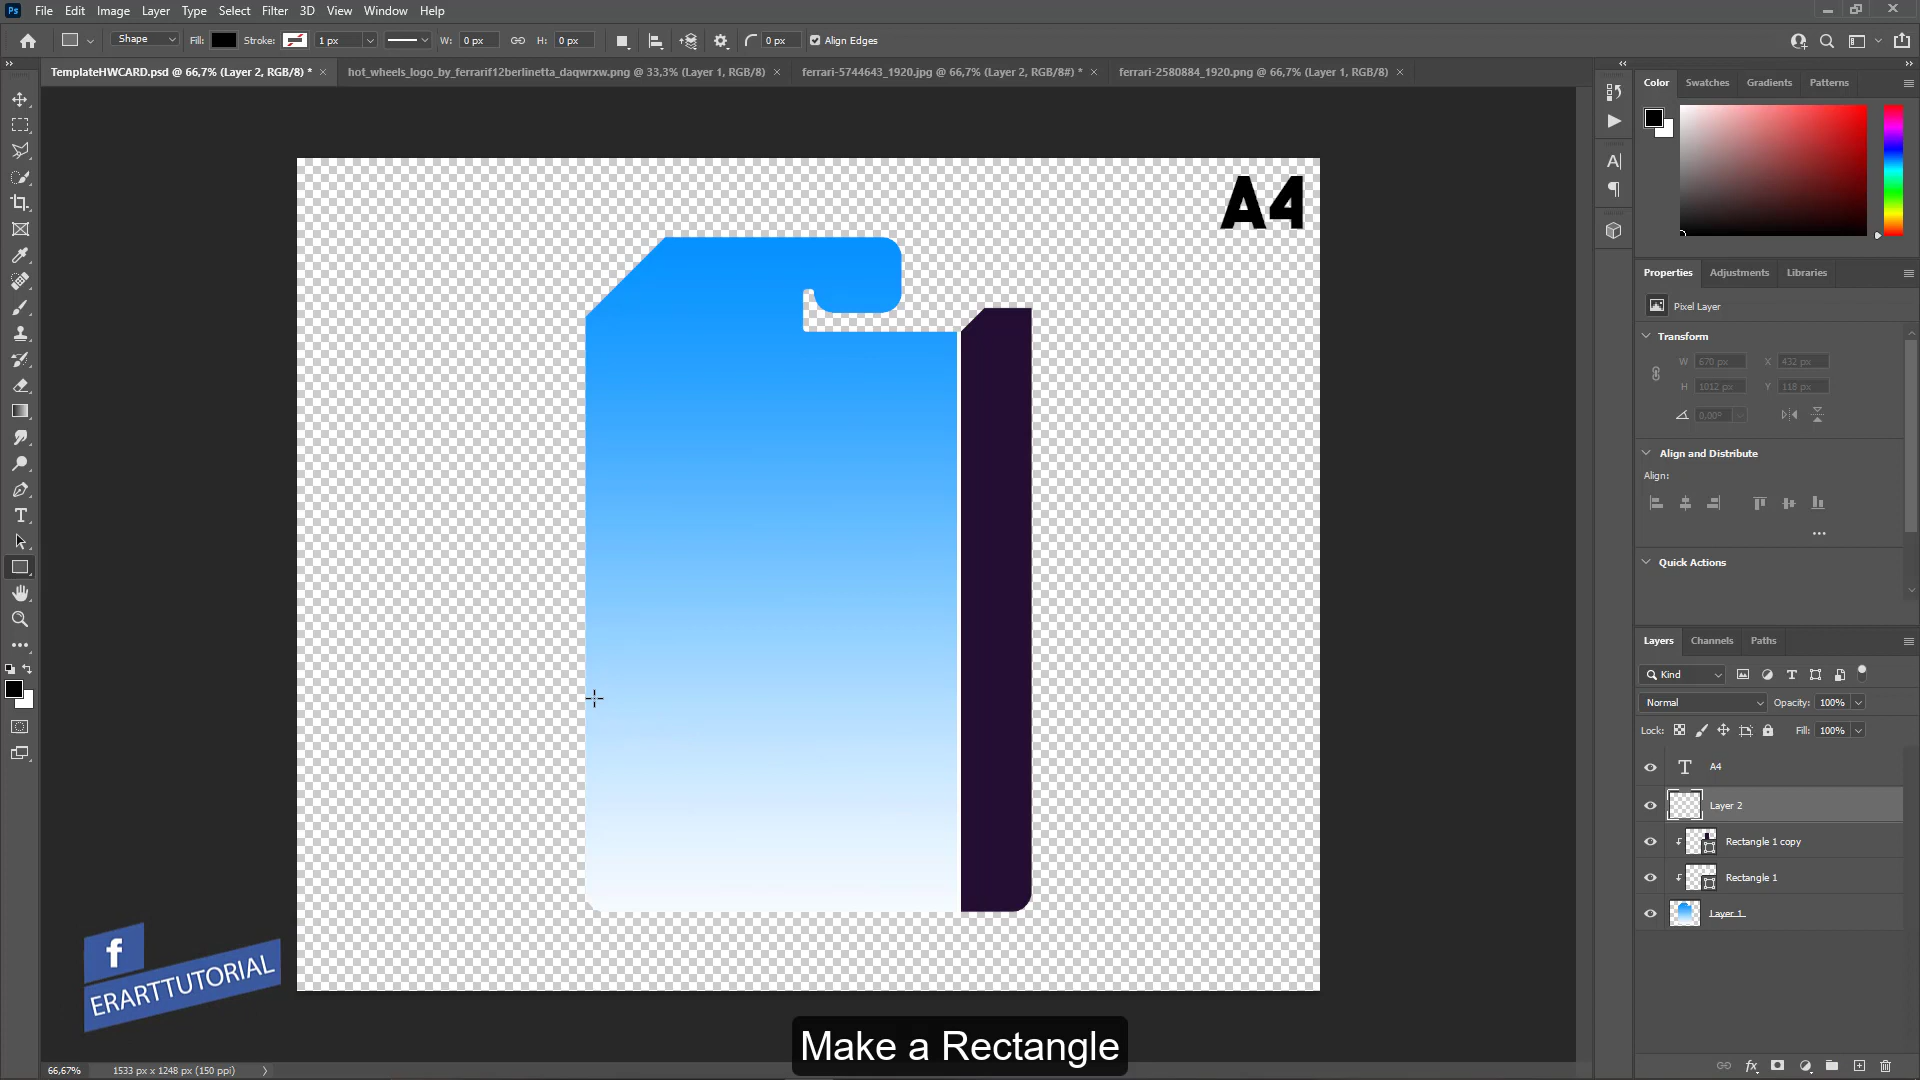 Ps File Edit Image Layer Type Select Filter 3D View Window Help
Shape Fill: Stroke: 1 px W: 0 px H: 0 px 0 px Align Edges
TemplateHWCARD.psd @ 66,7% (Layer 2, RGB/8) * × hot_wheels_logo_by_ferrarif12berlinetta_daqwrxw.png @ 33,3% (Layer 1, RGB/8) × ferrari-5744643_1920.jpg @ 66,7% (Layer 2, RGB/8#) * × ferrari-2580884_1920.png @ 66,7% (Layer 1, RGB/8) ×
Color Swatches Gradients Patterns
A4
Properties Adjustments Libraries
Pixel Layer
Transform
W 670 px X 432 px
H 1012 px Y 118 px
0,00°
Align and Distribute
Align:
Quick Actions
Layers Channels Paths
Kind
Normal Opacity: 100%
Lock: Fill: 100%
A4
Layer 2
Rectangle 1 copy
Rectangle 1
Layer 1
f
ERARTTUTORIAL
Make a Rectangle
66,67% 1533 px x 1248 px (150 ppi)
fx